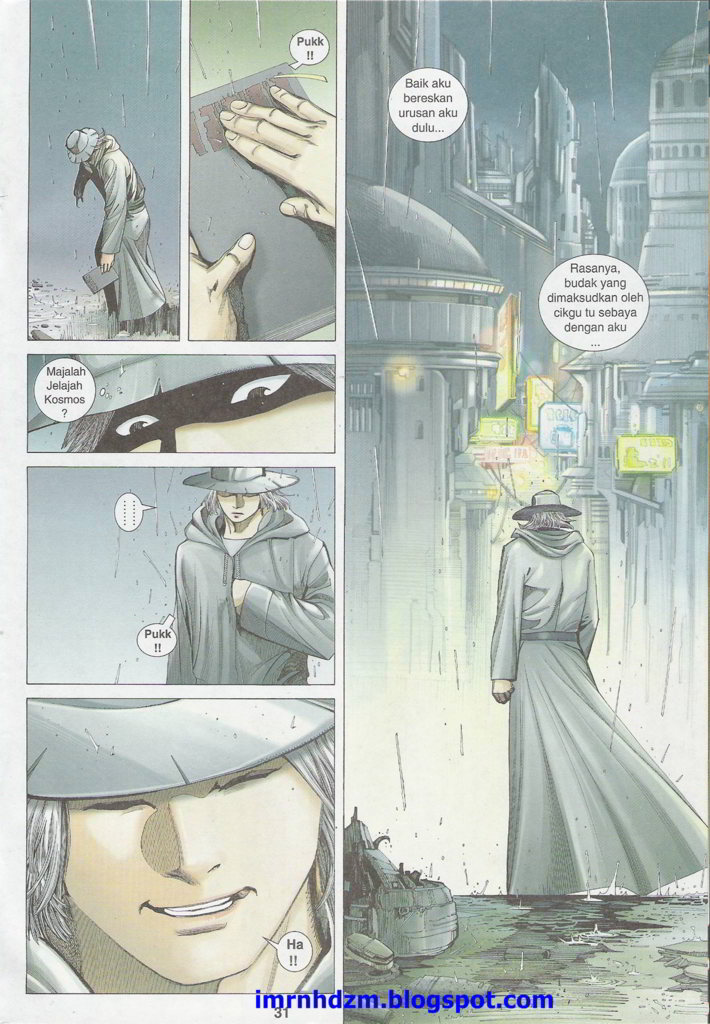 Pukk
!!
Majalah
Jelajah
Kosmos
?
......
Pukk
!!
Ha
!!
Baik aku
bereskan
urusan aku
dulu...
Rasanya,
budak yang
dimaksudkan oleh
cikgu tu sebaya
dengan aku
...
31
imrnhdzm.blogspot.com